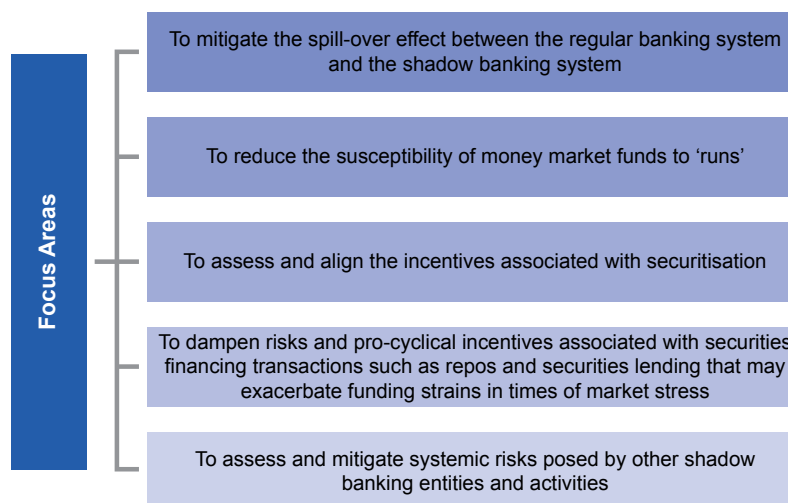 Focus Areas
To mitigate the spill-over effect between the regular banking system
and the shadow banking system
To reduce the susceptibility of money market funds to ‘runs’
To assess and align the incentives associated with securitisation
To dampen risks and pro-cyclical incentives associated with securities
financing transactions such as repos and securities lending that may
exacerbate funding strains in times of market stress
To assess and mitigate systemic risks posed by other shadow
banking entities and activities